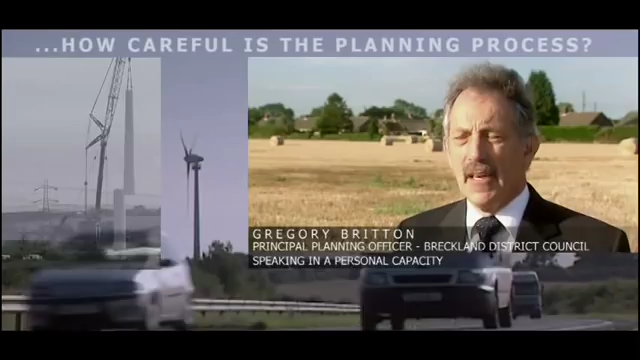 ...HOW CAREFUL IS THE PLANNING PROCESS?
GREGORY BRITTON
PRINCIPAL PLANNING OFFICER - BRECKLAND DISTRICT COUNCIL
SPEAKING IN A PERSONAL CAPACITY